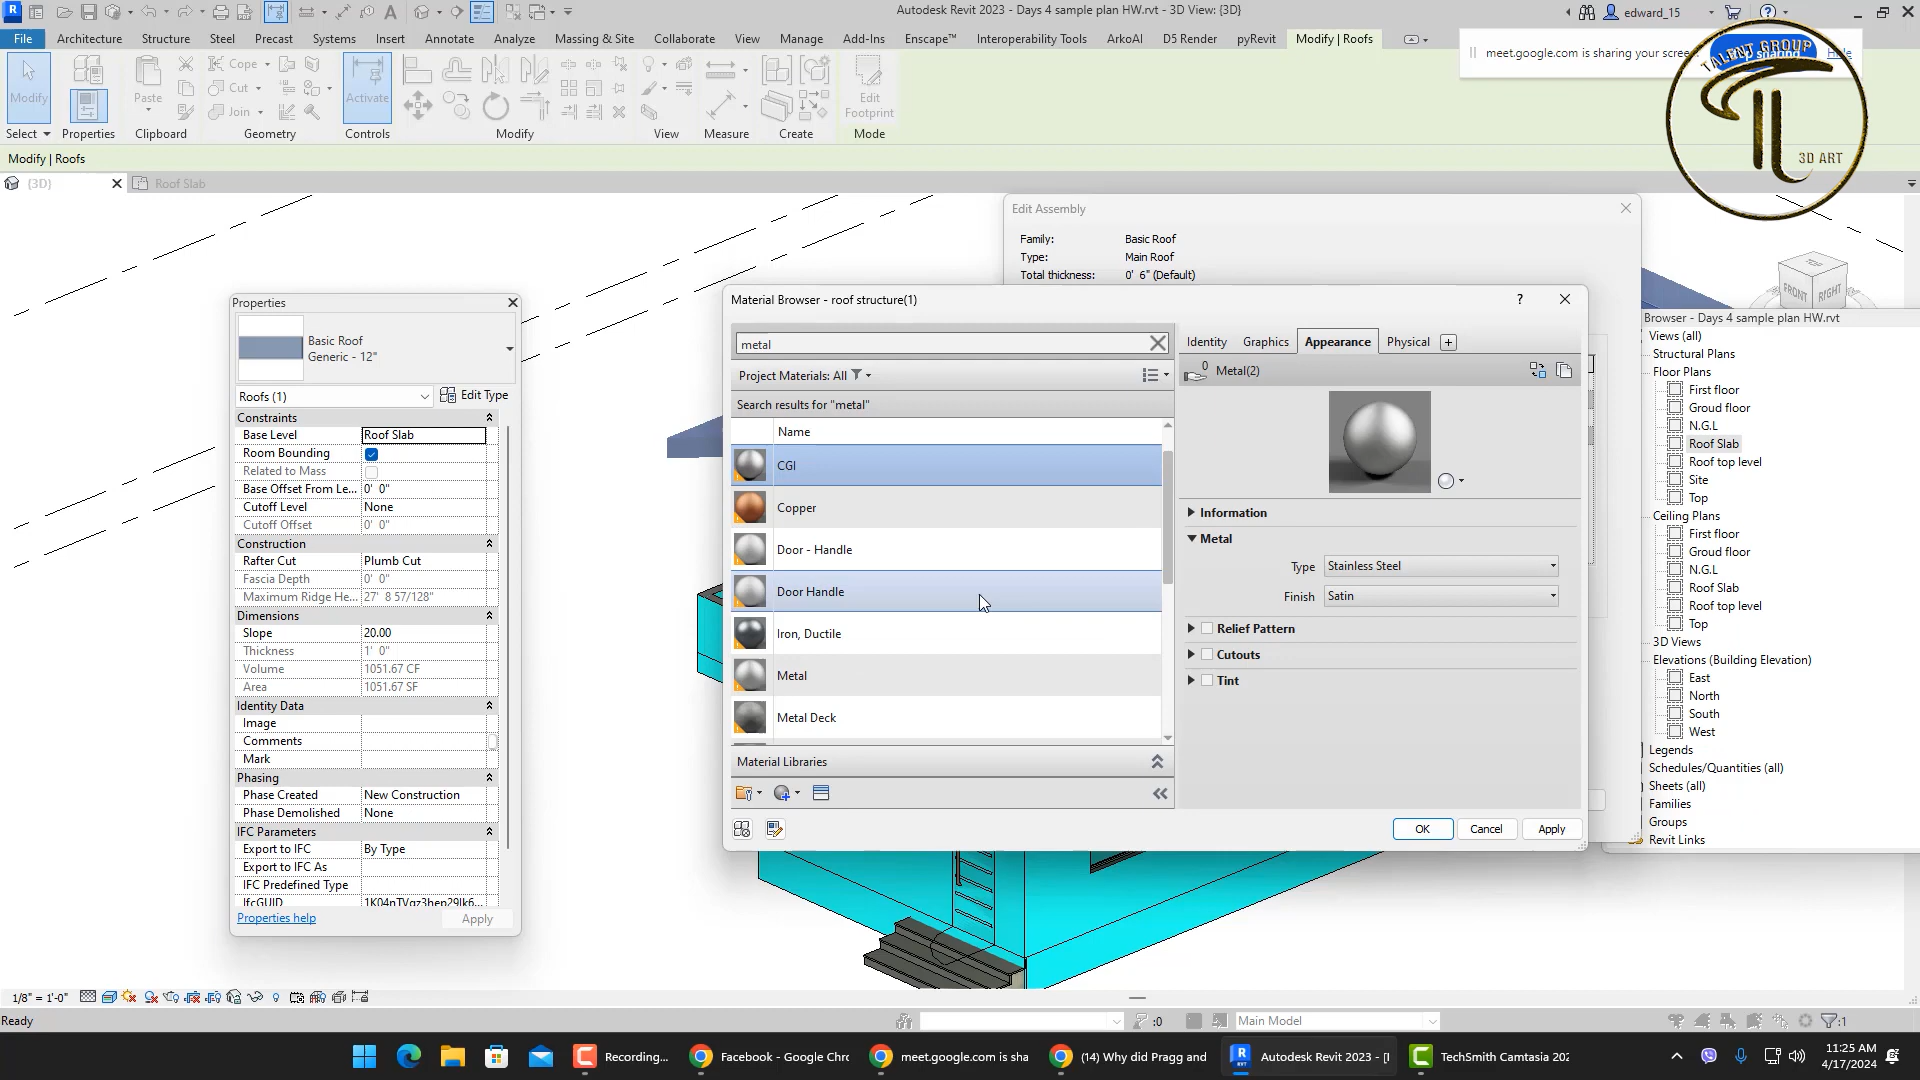 Autodesk Revit 2023 - Days 4 sample plan HW.rvt - 3D View: {3D}
edward_15
File Architecture Structure Steel Precast Systems Insert Annotate Analyze Massing & Site Collaborate View Manage Add-Ins Enscape™ Interoperability Tools ArkoAI D5 Render pyRevit Modify | Roofs
meet.google.com is sharing your screen.
Hide
TALENT GROUP
TL
3D ART
Modify
Paste
Cope
Cut
Join
Activate
Edit
Footprint
Select Properties Clipboard Geometry Controls Modify View Measure Create Mode
Modify | Roofs
{3D}
Roof Slab
Edit Assembly
Family: Basic Roof
Type: Main Roof
Total thickness: 0' 6" (Default)
TOP
FRONT
RIGHT
Properties
Basic Roof
Generic - 12"
Roofs (1)
Edit Type
Constraints
Base Level Roof Slab
Room Bounding
Related to Mass
Base Offset From Le... 0' 0"
Cutoff Level None
Cutoff Offset 0' 0"
Construction
Rafter Cut Plumb Cut
Fascia Depth 0' 0"
Maximum Ridge He... 27' 8 57/128"
Dimensions
Slope 20.00
Thickness 1' 0"
Volume 1051.67 CF
Area 1051.67 SF
Identity Data
Image
Comments
Mark
Phasing
Phase Created New Construction
Phase Demolished None
IFC Parameters
Export to IFC By Type
Export to IFC As
IFC Predefined Type
IfcGUID
Properties help
Apply
Material Browser - roof structure(1)
?
metal
Project Materials: All
Search results for "metal"
Name
CGI
Copper
Door - Handle
Door Handle
Iron, Ductile
Metal
Metal Deck
Material Libraries
Identity Graphics Appearance Physical
0
Metal(2)
Information
Metal
Type Stainless Steel
Finish Satin
Relief Pattern
Cutouts
Tint
OK Cancel Apply
Browser - Days 4 sample plan HW.rvt
Views (all)
Structural Plans
Floor Plans
First floor
Groud floor
N.G.L
Roof Slab
Roof top level
Site
Top
Ceiling Plans
First floor
Groud floor
N.G.L
Roof Slab
Roof top level
Top
3D Views
Elevations (Building Elevation)
East
North
South
West
Legends
Schedules/Quantities (all)
Sheets (all)
Families
Groups
Revit Links
1/8" = 1'-0"
Ready
:0
Main Model
:1
Recording...
Facebook - Google Chrc
meet.google.com is sha
(14) Why did Pragg and
Autodesk Revit 2023 - [
TechSmith Camtasia 202
11:25 AM
4/17/2024